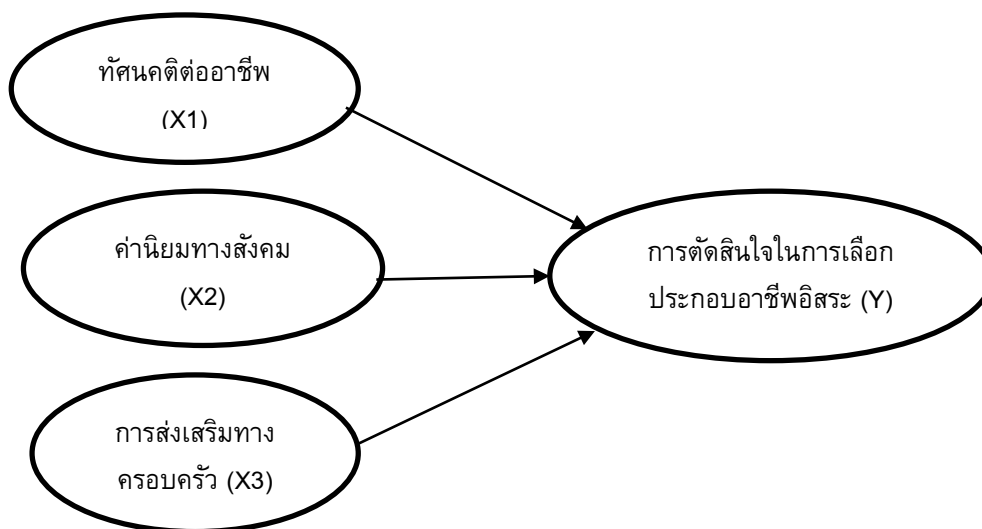 ทัศนคติต่ออาชีพ
(X1)
ค่านิยมทางสังคม
(X2)
การตัดสินใจในการเลือก
ประกอบอาชีพอิสระ (Y)
การส่งเสริมทาง
ครอบครัว (X3)